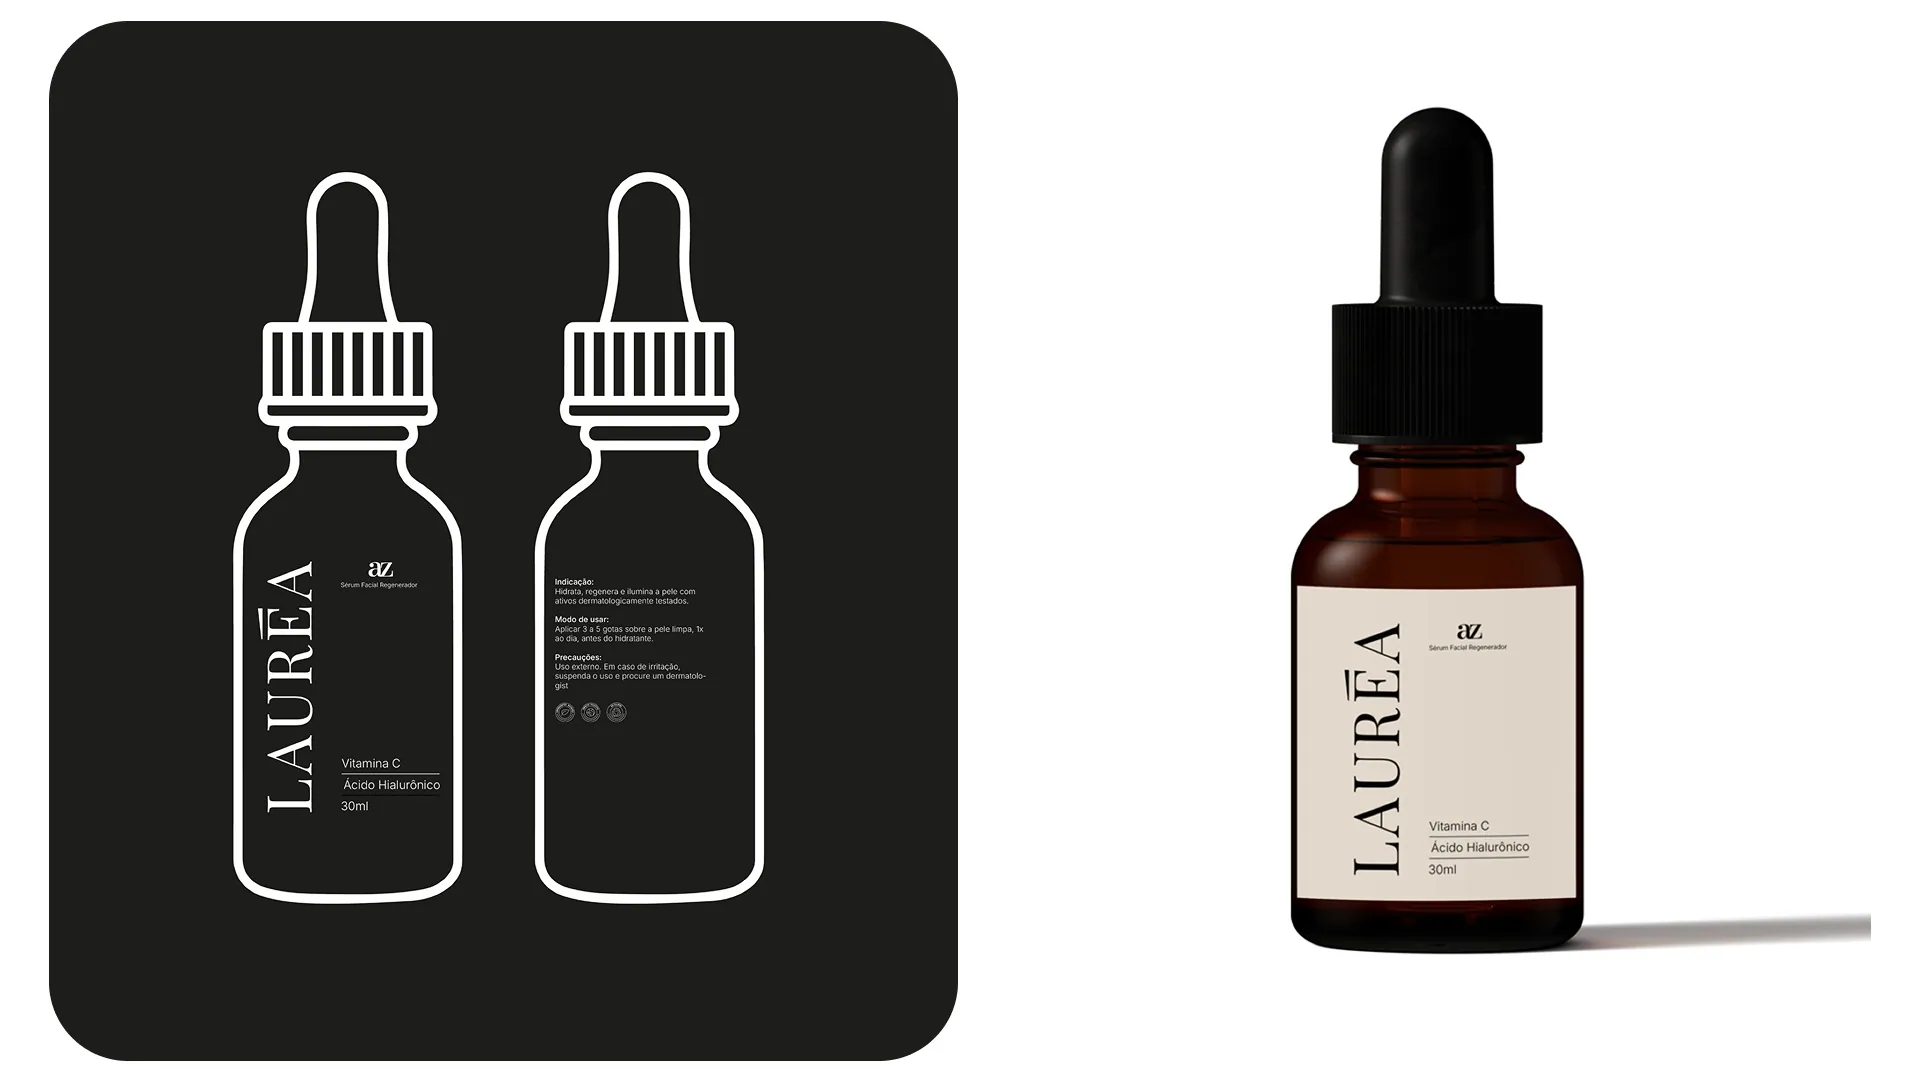 LAURĒA
az
Sérum Facial Regenerador
Vitamina C
Ácido Hialurônico
30ml
Indicação:
Hidrata, regenera e ilumina a pele com
ativos dermatologicamente testados.
Modo de usar:
Aplicar 3 a 5 gotas sobre a pele limpa, 1x
ao dia, antes do hidratante.
Precauções:
Uso externo. Em caso de irritação,
suspenda o uso e procure um dermatolo-
gist
LAURĒA
az
Sérum Facial Regenerador
Vitamina C
Ácido Hialurônico
30ml